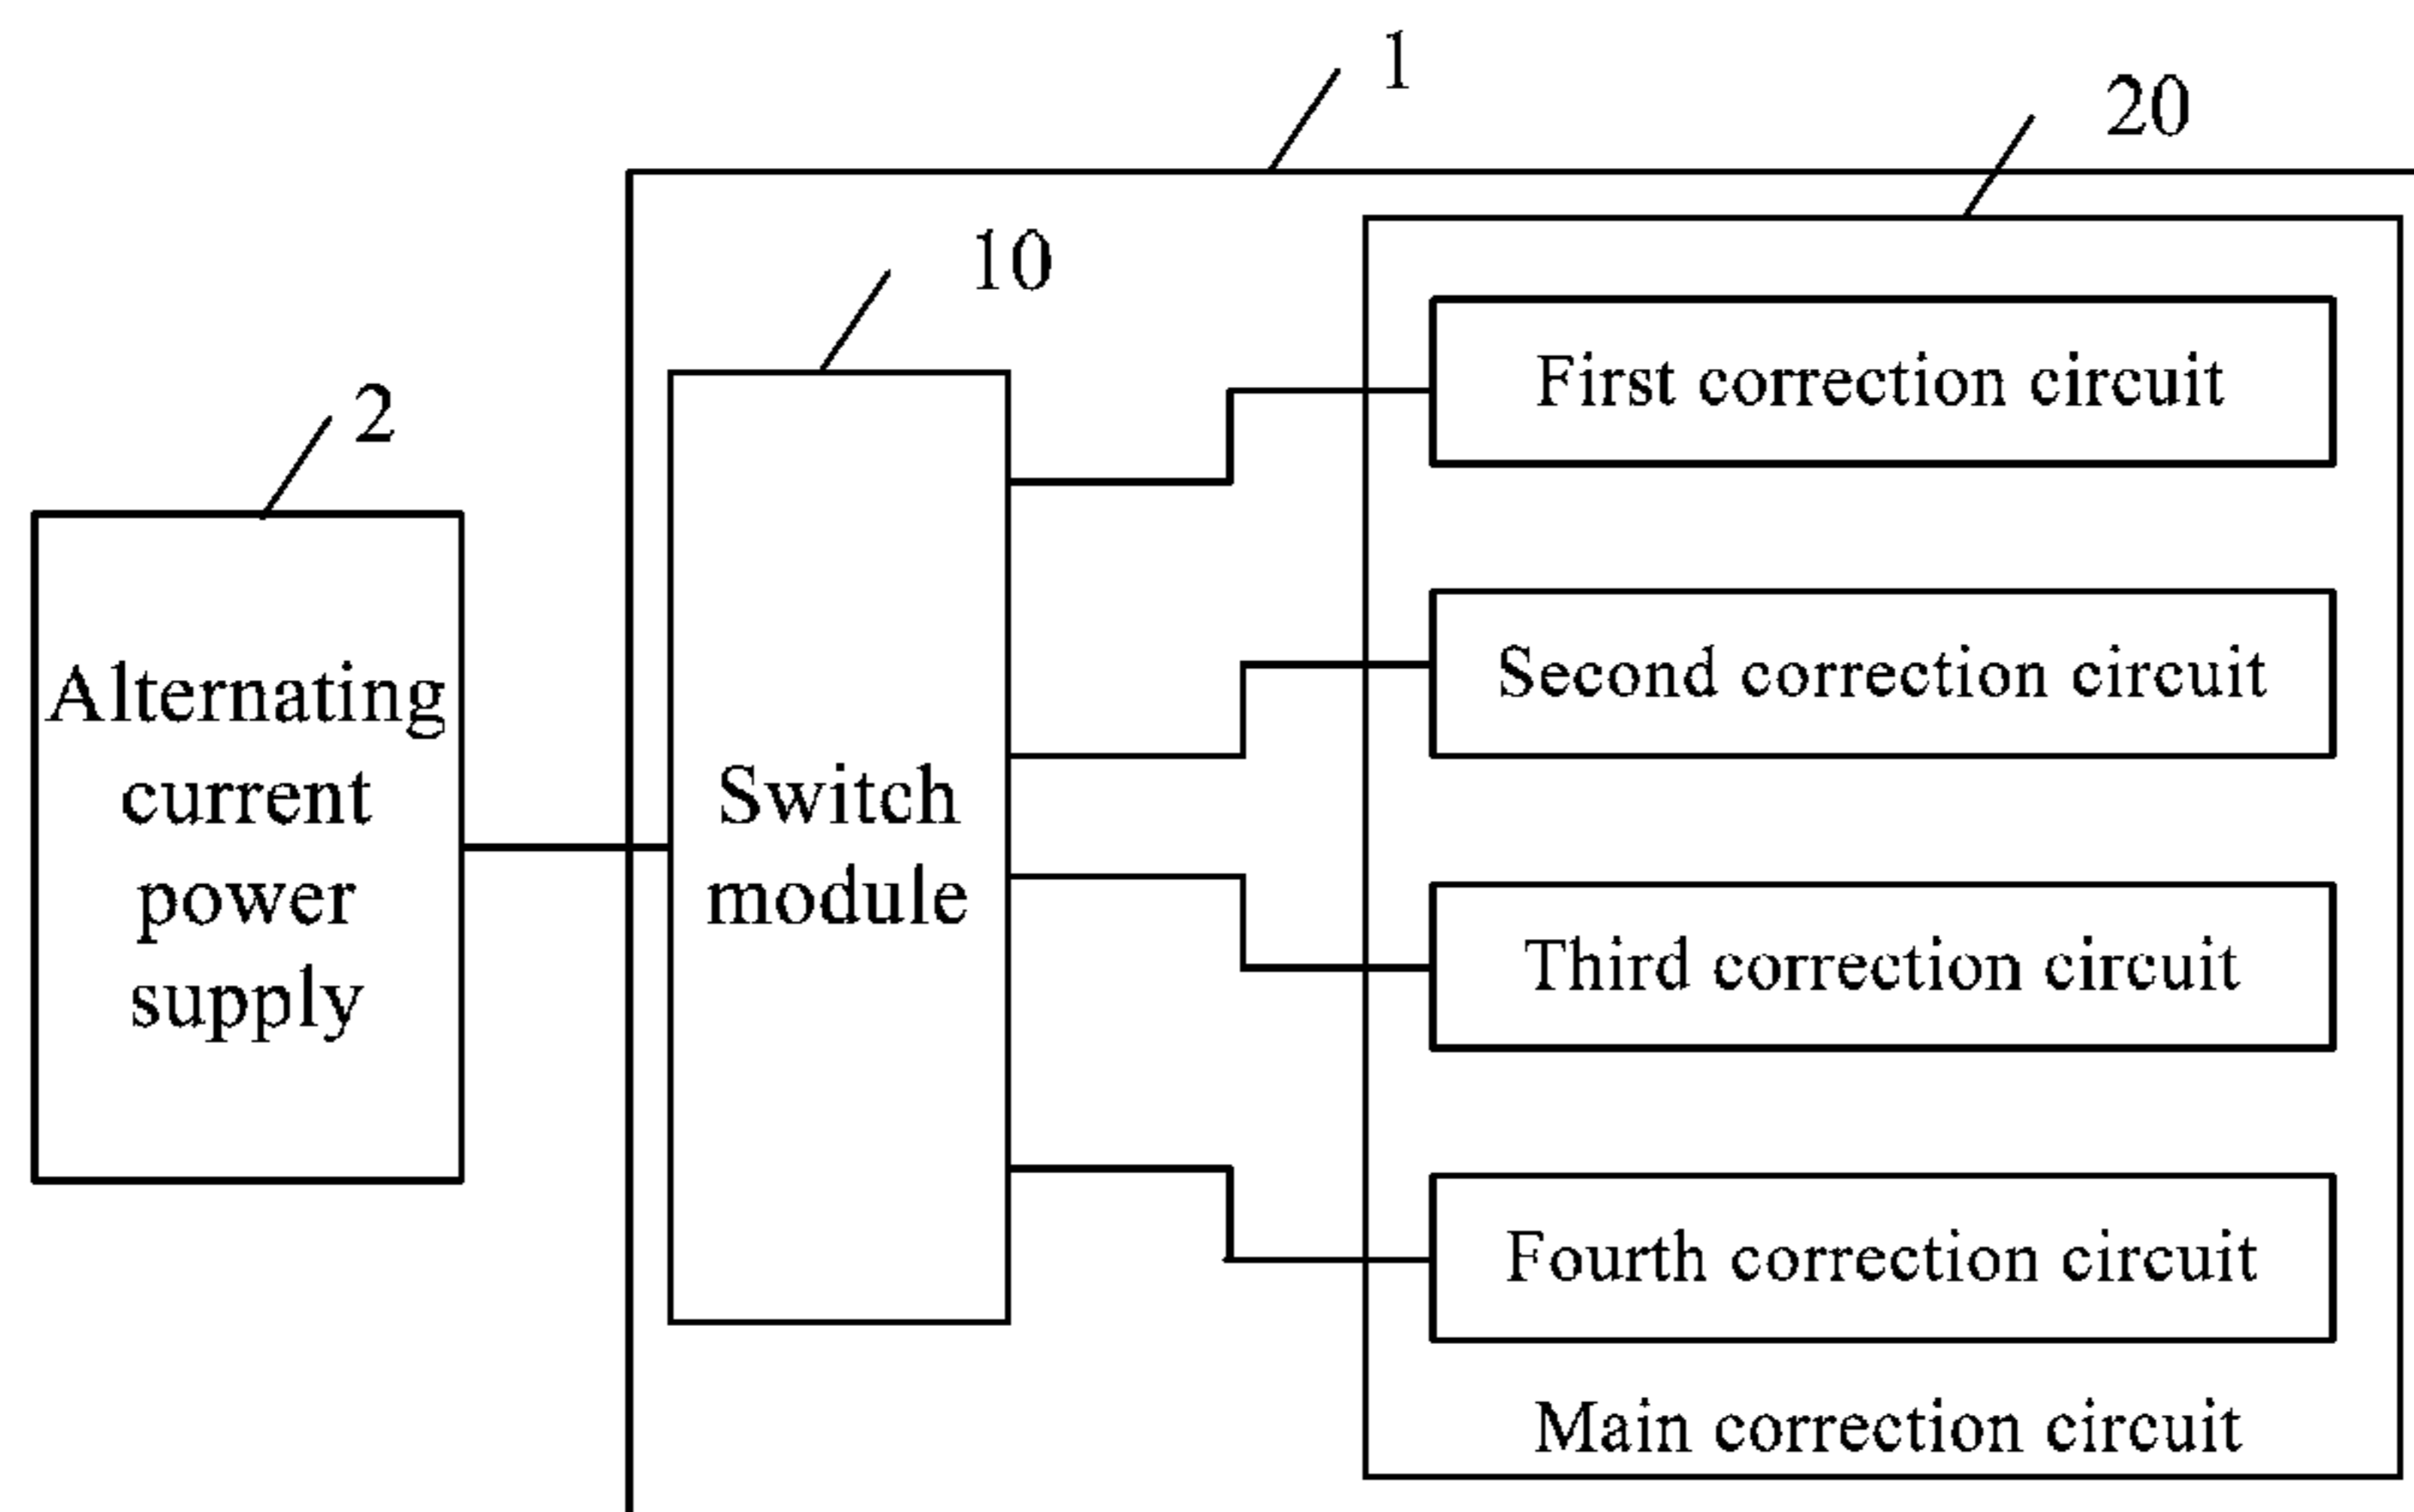 1
20
10
2
First correction circuit
Second correction circuit
Alternating
current
power
supply
Switch
module
Third correction circuit
Fourth correction circuit
Main correction circuit